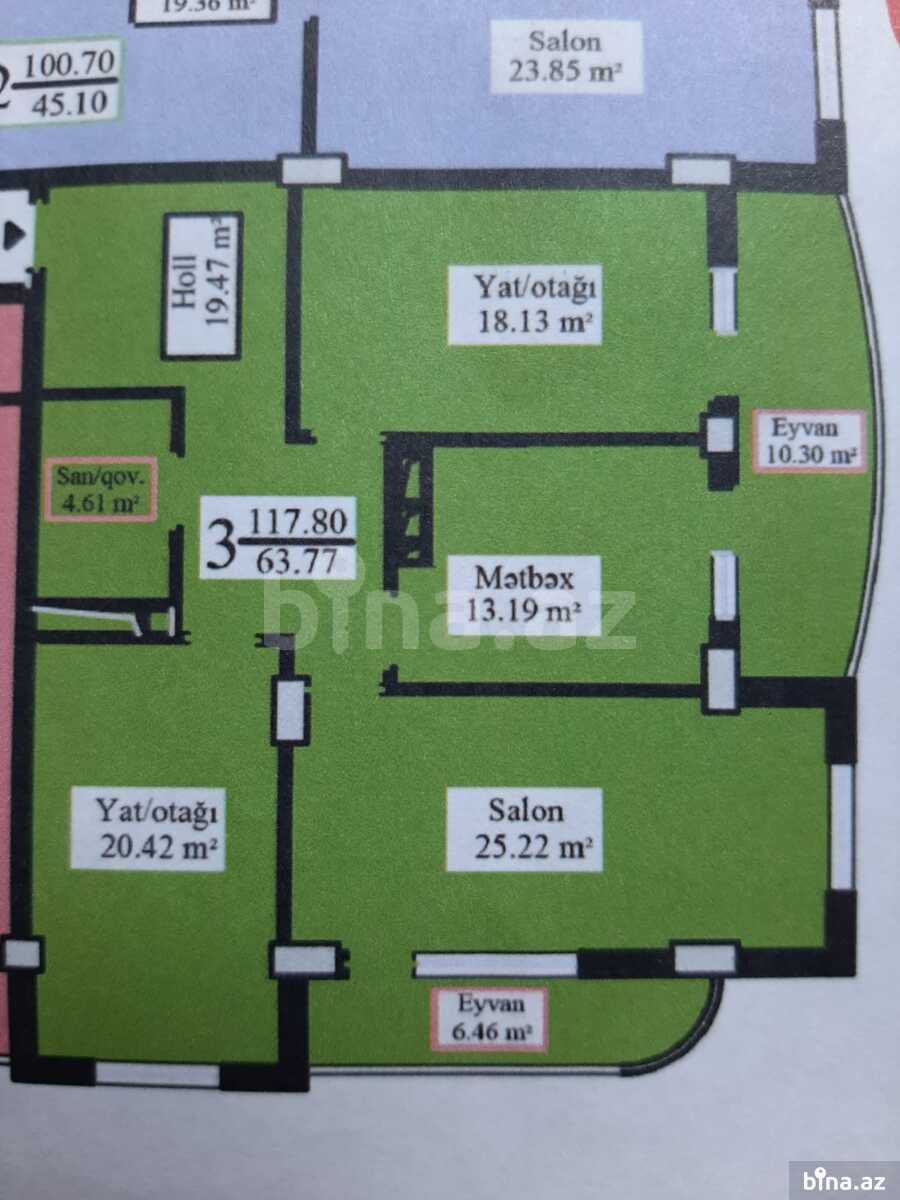 19.36 m²
2 100.70
45.10
Salon
23.85 m²
Holl
19.47 m²
Yat/otağı
18.13 m²
Eyvan
10.30 m²
San/qov.
4.61 m²
3 117.80
63.77
Mətbəx
13.19 m²
bina.az
Yat/otağı
20.42 m²
Salon
25.22 m²
Eyvan
6.46 m²
bina.az